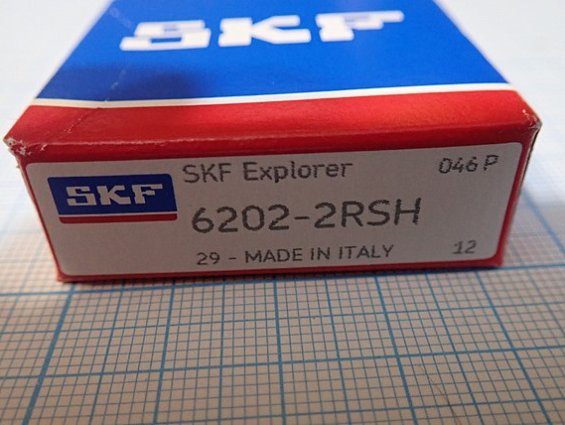 SKF
SKF
SKF Explorer
046 P
6202-2RSH
29 - MADE IN ITALY
12